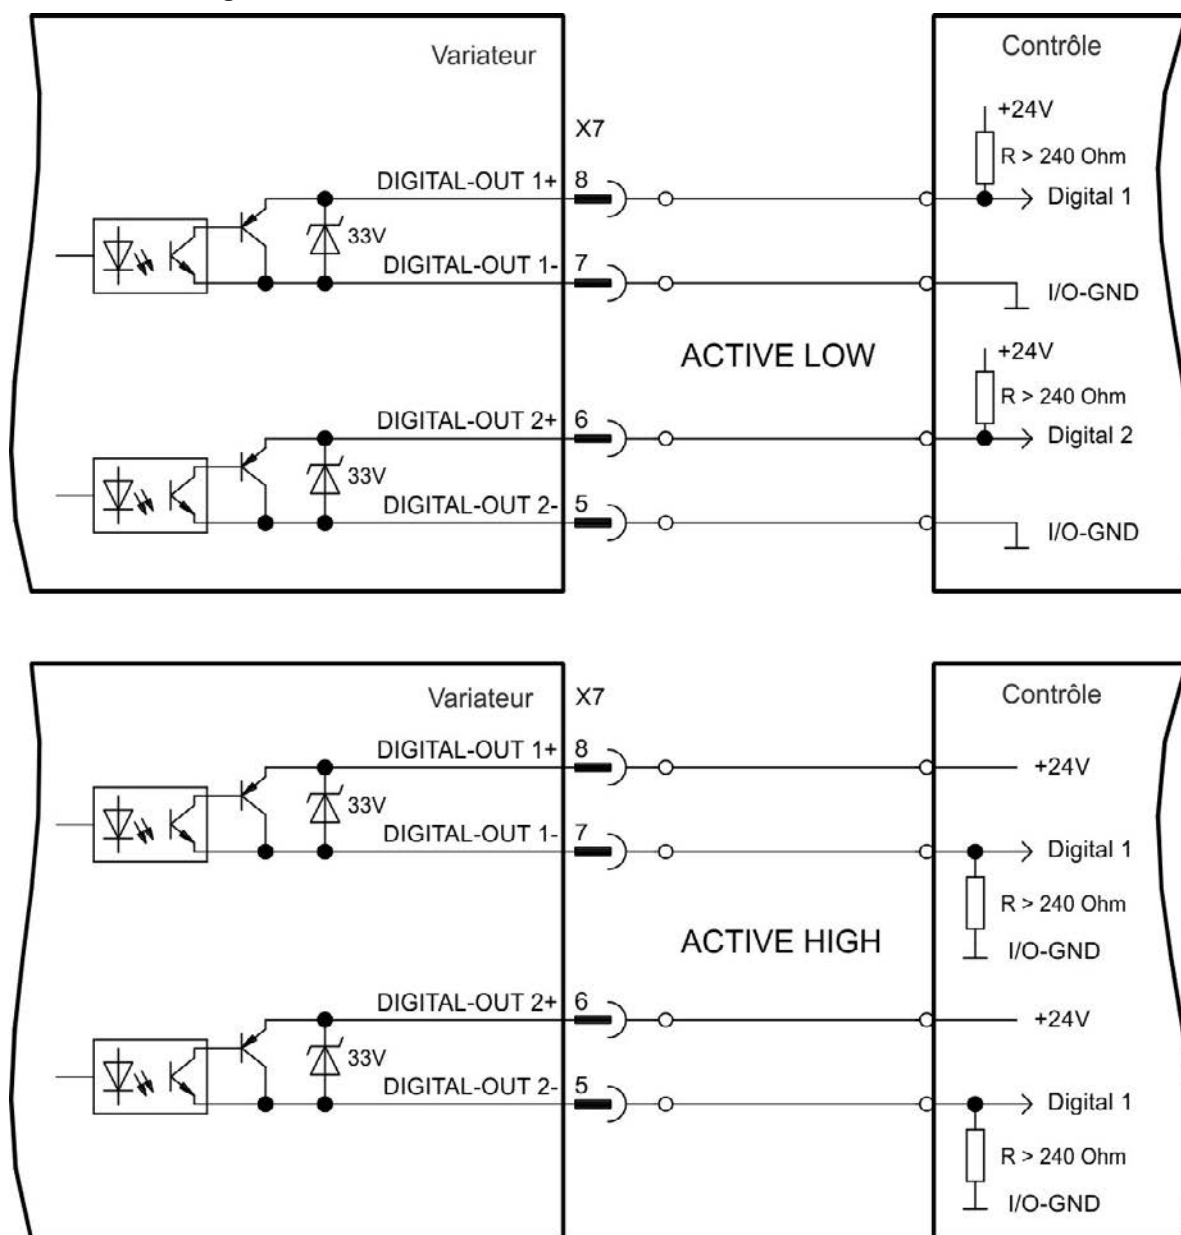 Variateur
Contrôle
X7
+24V
R > 240 Ohm
DIGITAL-OUT 1+
8
Digital 1
33V
DIGITAL-OUT 1-
7
I/O-GND
ACTIVE LOW
+24V
R > 240 Ohm
DIGITAL-OUT 2+
6
Digital 2
33V
DIGITAL-OUT 2-
5
I/O-GND
Variateur
X7
Contrôle
DIGITAL-OUT 1+
8
+24V
33V
DIGITAL-OUT 1-
7
Digital 1
R > 240 Ohm
ACTIVE HIGH
I/O-GND
DIGITAL-OUT 2+
6
+24V
33V
DIGITAL-OUT 2-
5
Digital 1
R > 240 Ohm
I/O-GND